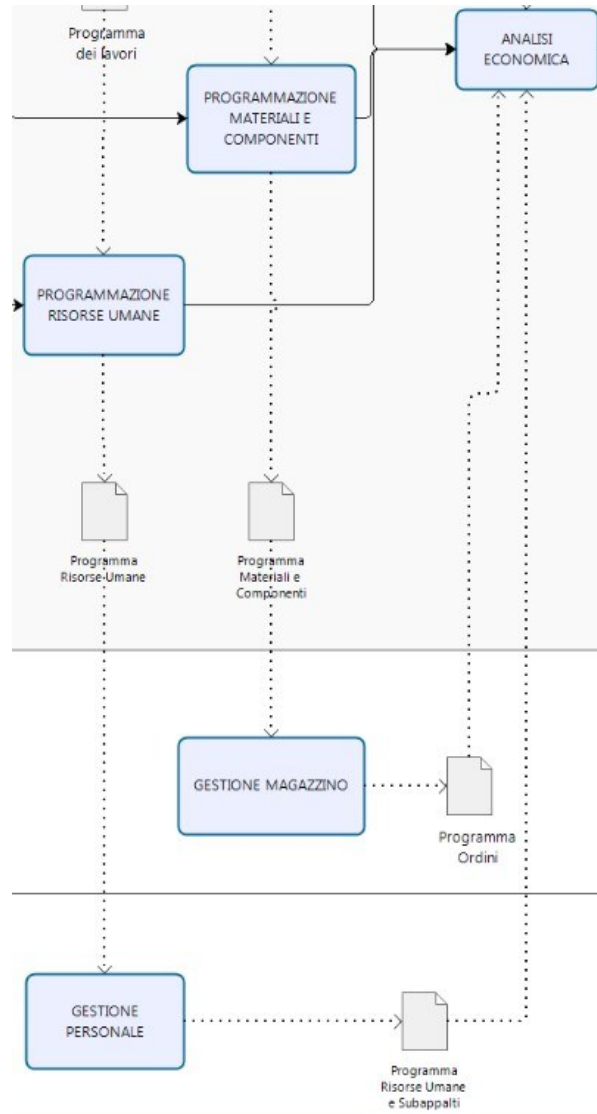 Programma
dei lavori
ANALISI
ECONOMICA
PROGRAMMAZIONE
MATERIALI E
COMPONENTI
PROGRAMMAZIONE
RISORSE UMANE
Programma
Risorse Umane
Programma
Materiali e
Componenti
GESTIONE MAGAZZINO
Programma
Ordini
GESTIONE
PERSONALE
Programma
Risorse Umane
e Subappalti